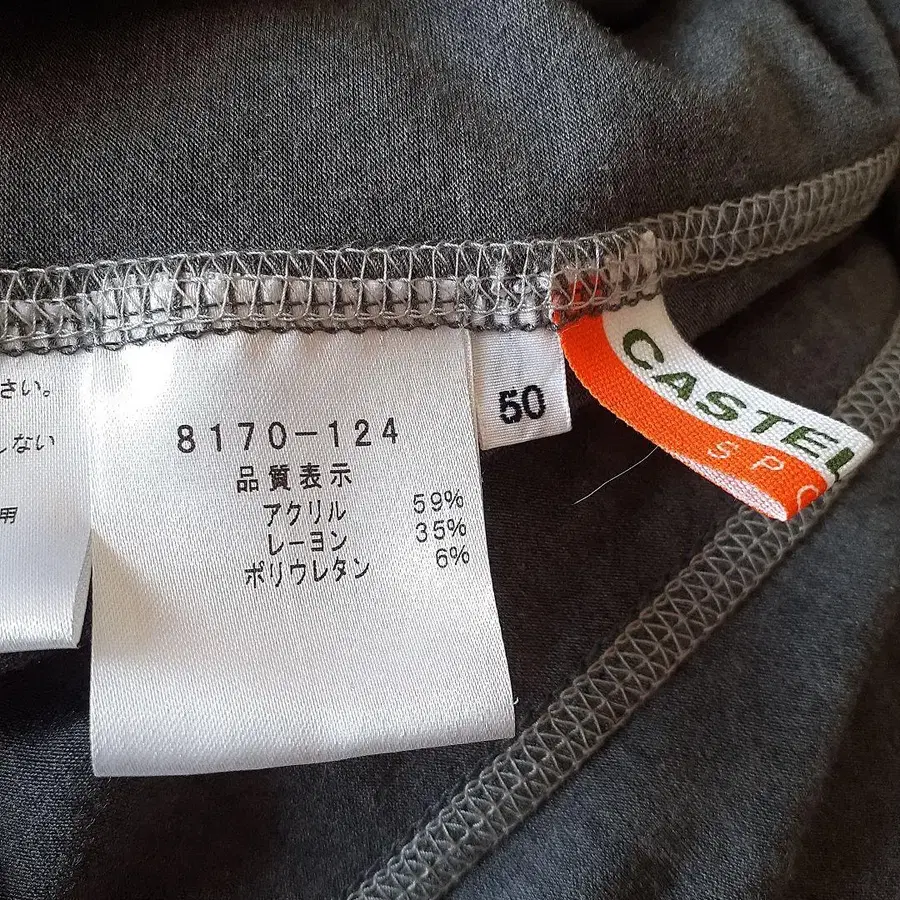 さい。
しない
用
8170-124
品質表示
アクリル 59%
レーヨン 35%
ポリウレタン 6%
50
CASTEL
SPO